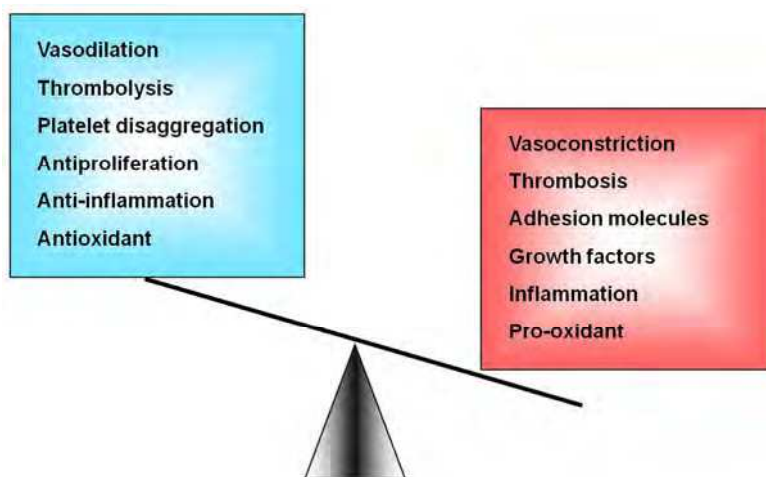 Vasodilation
Thrombolysis
Platelet disaggregation
Antiproliferation
Anti-inflammation
Antioxidant
Vasoconstriction
Thrombosis
Adhesion molecules
Growth factors
Inflammation
Pro-oxidant